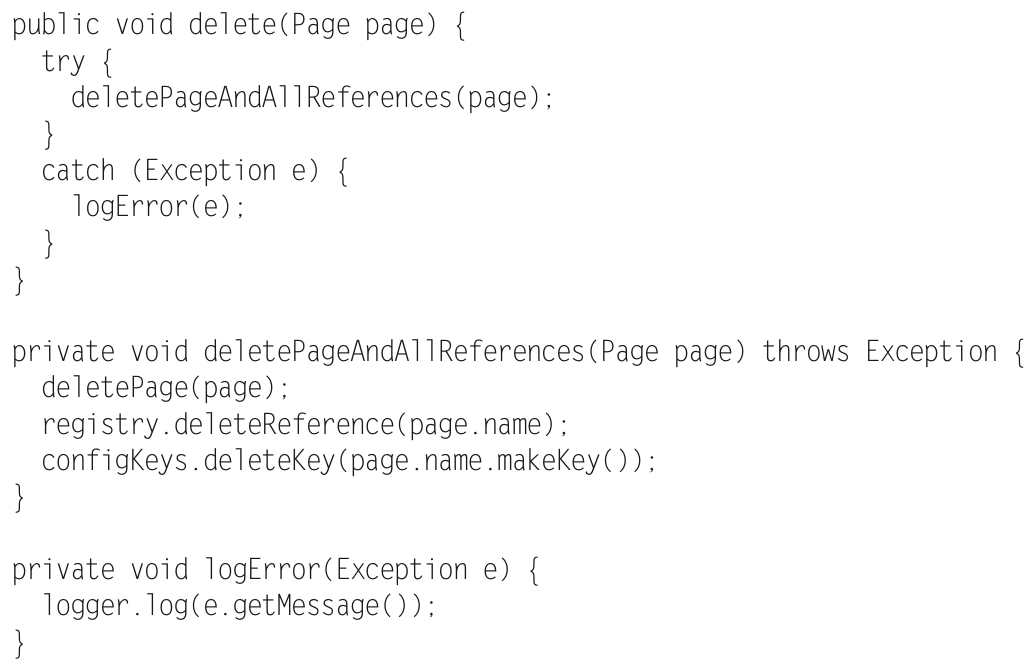 public void delete(Page page) {
  try {
    deletePageAndAllReferences(page);
  }
  catch (Exception e) {
    logError(e);
  }
}

private void deletePageAndAllReferences(Page page) throws Exception {
  deletePage(page);
  registry.deleteReference(page.name);
  configKeys.deleteKey(page.name.makeKey());
}

private void logError(Exception e) {
  logger.log(e.getMessage());
}